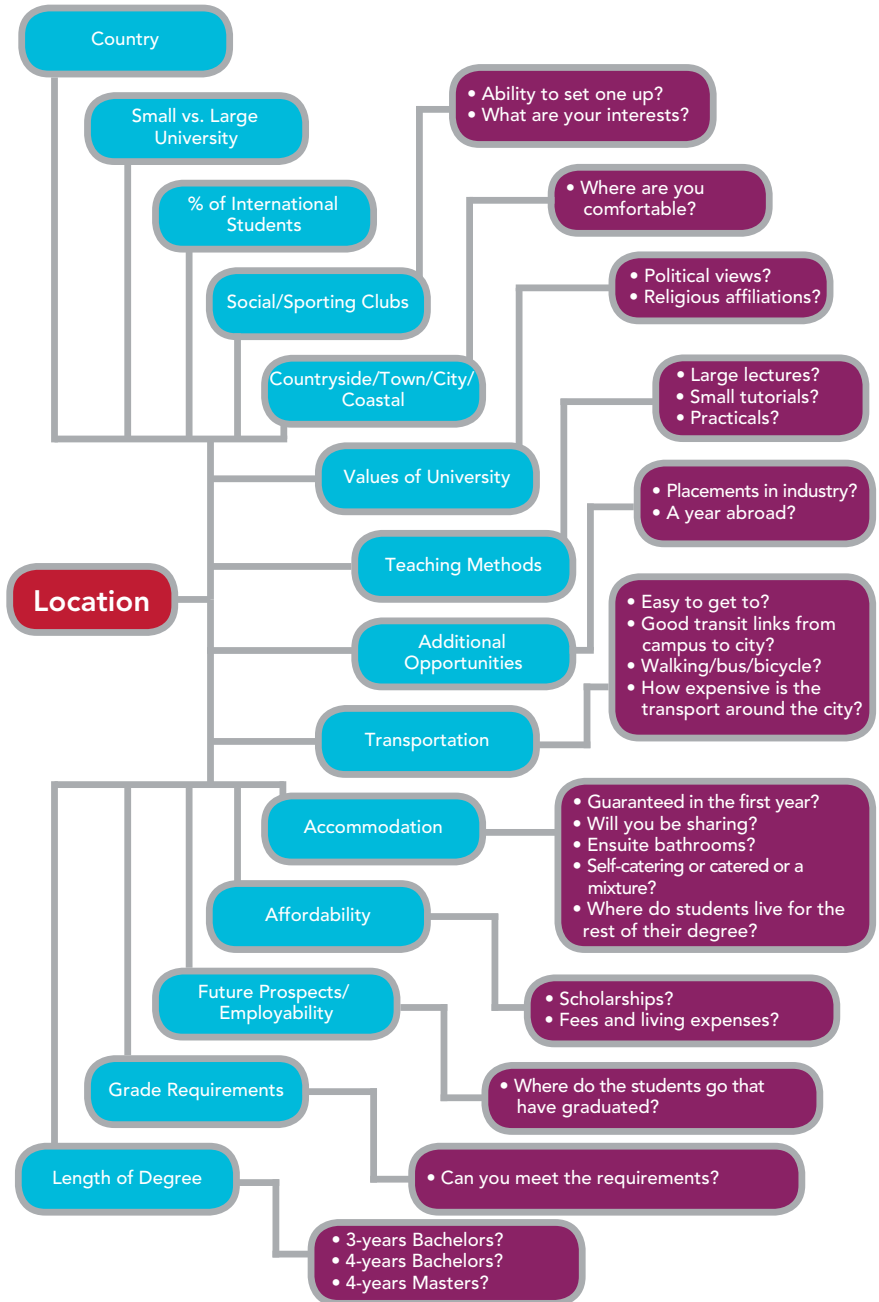 Country
Small vs. Large
University
% of International
Students
Social/Sporting Clubs
• Ability to set one up?
• What are your interests?
Countryside/Town/City/
Coastal
• Where are you
comfortable?
Values of University
• Political views?
• Religious affiliations?
Teaching Methods
• Large lectures?
• Small tutorials?
• Practicals?
Location
Additional
Opportunities
• Placements in industry?
• A year abroad?
Transportation
• Easy to get to?
• Good transit links from
campus to city?
• Walking/bus/bicycle?
• How expensive is the
transport around the city?
Accommodation
• Guaranteed in the first year?
• Will you be sharing?
• Ensuite bathrooms?
• Self-catering or catered or a
mixture?
• Where do students live for the
rest of their degree?
Affordability
• Scholarships?
• Fees and living expenses?
Future Prospects/
Employability
• Where do the students go that
have graduated?
Grade Requirements
• Can you meet the requirements?
Length of Degree
• 3-years Bachelors?
• 4-years Bachelors?
• 4-years Masters?